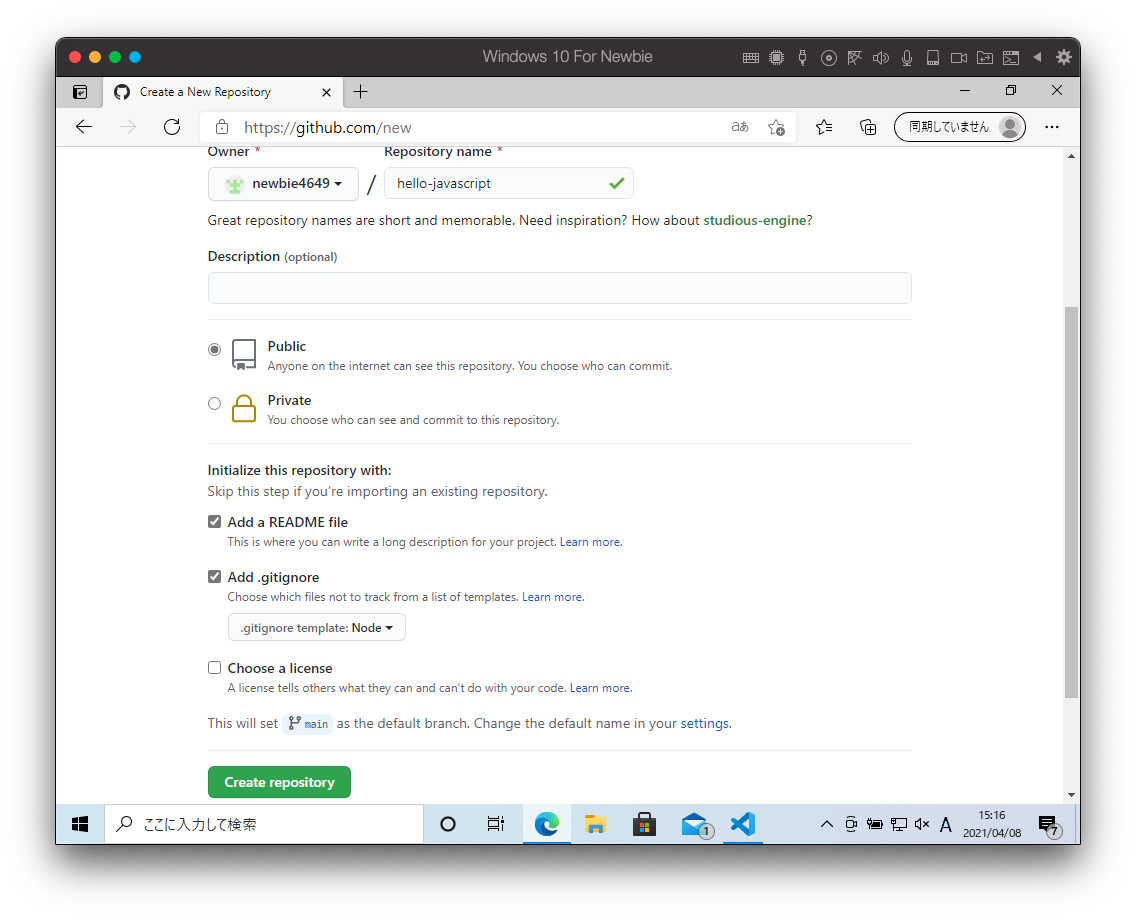 Windows 10 For Newbie
Create a New Repository
https://github.com/new
aあ
同期していません
Owner *
Repository name *
newbie4649
/
hello-javascript
Great repository names are short and memorable. Need inspiration? How about studious-engine?
Description (optional)
Public
Anyone on the internet can see this repository. You choose who can commit.
Private
You choose who can see and commit to this repository.
Initialize this repository with:
Skip this step if you're importing an existing repository.
Add a README file
This is where you can write a long description for your project. Learn more.
Add .gitignore
Choose which files not to track from a list of templates. Learn more.
.gitignore template: Node
Choose a license
A license tells others what they can and can't do with your code. Learn more.
This will set main as the default branch. Change the default name in your settings.
Create repository
ここに入力して検索
1
A
15:16
2021/04/08
7